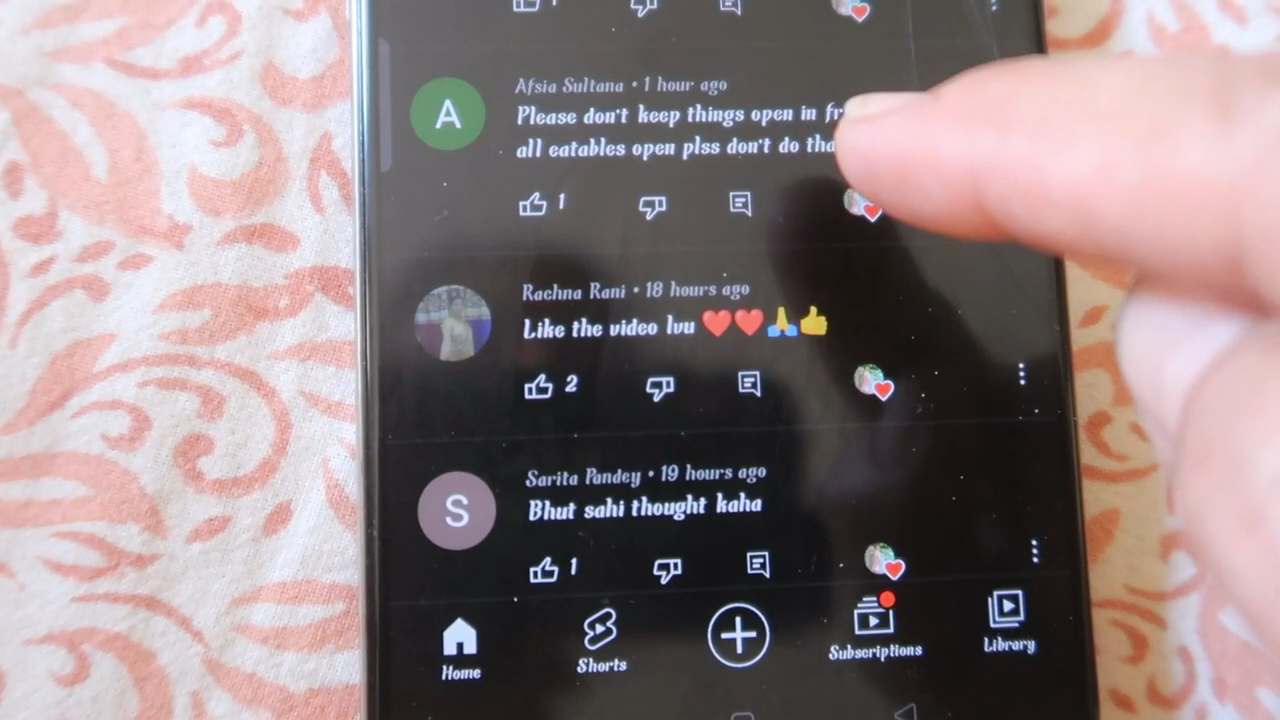 Afsia Sultana • 1 hour ago
A
Please don't keep things open in
all eatables open plss don't do
1
Rachna Rani • 18 hours ago
Like the video lvu ❤️❤️🙏👍
2
Sarita Pandey • 19 hours ago
S
Bhut sahi thought kaha
1
Home
Shorts
Subscriptions
Library